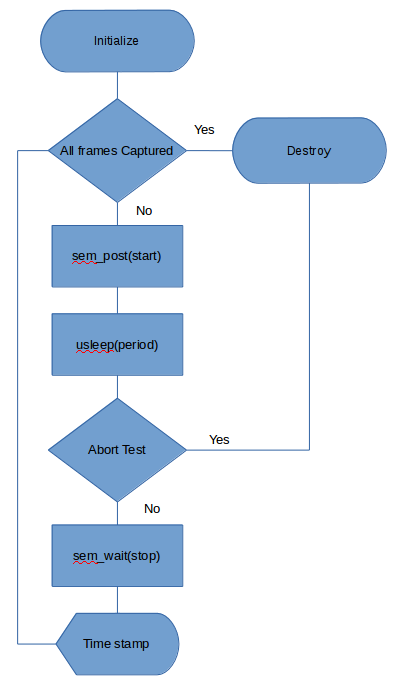 Initialize
All frames Captured
Yes
Destroy
No
sem_post(start)
usleep(period)
Abort Test
Yes
No
sem_wait(stop)
Time stamp